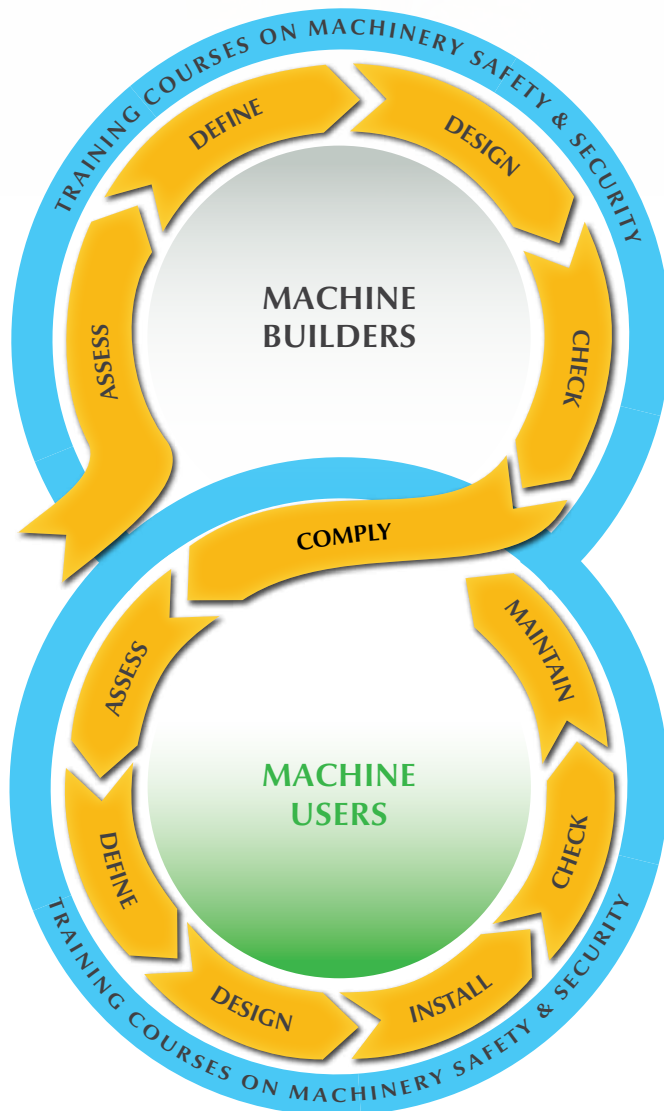 TRAINING COURSES ON MACHINERY SAFETY & SECURITY
ASSESS
DEFINE
DESIGN
CHECK
MACHINE
BUILDERS
COMPLY
ASSESS
DEFINE
DESIGN
INSTALL
CHECK
MAINTAIN
MACHINE
USERS
TRAINING COURSES ON MACHINERY SAFETY & SECURITY